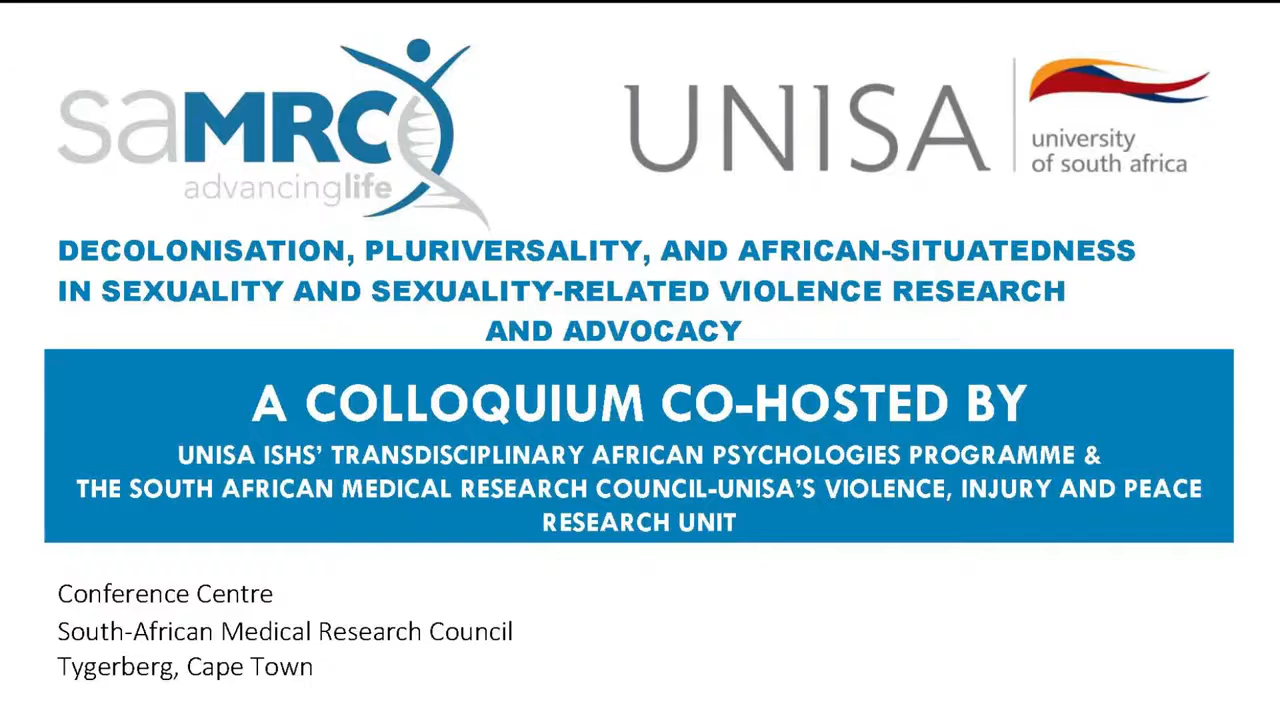 saMRC
advancinglife
UNISA
university
of south africa
DECOLONISATION, PLURIVERSALITY, AND AFRICAN-SITUATEDNESS
IN SEXUALITY AND SEXUALITY-RELATED VIOLENCE RESEARCH
AND ADVOCACY
A COLLOQUIUM CO-HOSTED BY
UNISA ISHS’ TRANSDISCIPLINARY AFRICAN PSYCHOLOGIES PROGRAMME &
THE SOUTH AFRICAN MEDICAL RESEARCH COUNCIL-UNISA’S VIOLENCE, INJURY AND PEACE
RESEARCH UNIT
Conference Centre
South-African Medical Research Council
Tygerberg, Cape Town